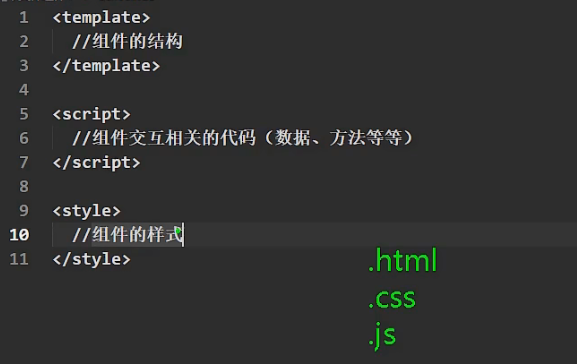 1 <template>
2 //组件的结构
3 </template>
4
5 <script>
6 //组件交互相关的代码（数据、方法等等）
7 </script>
8
9 <style>
10 //组件的样式
11 </style>
.html
.css
.js